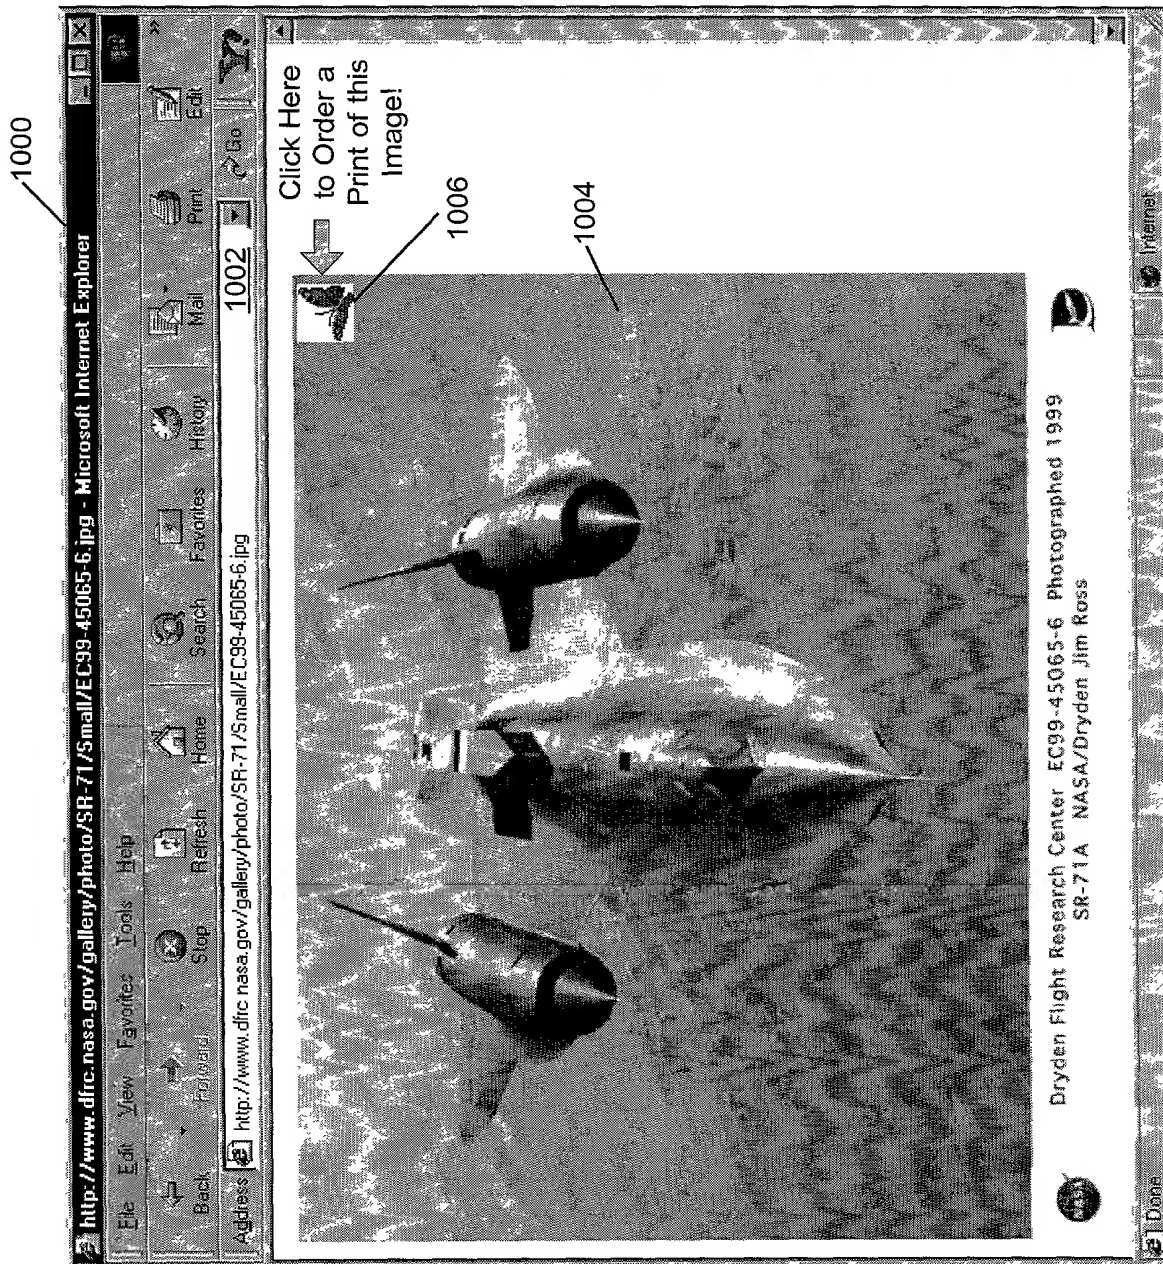 1000
http://www.dfrc.nasa.gov/gallery/photo/SR-71/Small/EC99-45065-6.jpg - Microsoft Internet Explorer
File Edit View Favorites Tools Help
»
Back Forward Stop Refresh Home Search Favorites History Mail Print Edit
Address http://www.dfrc.nasa.gov/gallery/photo/SR-71/Small/EC99-45065-6.jpg 1002 Go Y!
Click Here
to Order a
Print of this
Image!
1006
1004
NASA
Dryden Flight Research Center EC99-45065-6 Photographed 1999
SR-71A NASA/Dryden Jim Ross
Done Internet